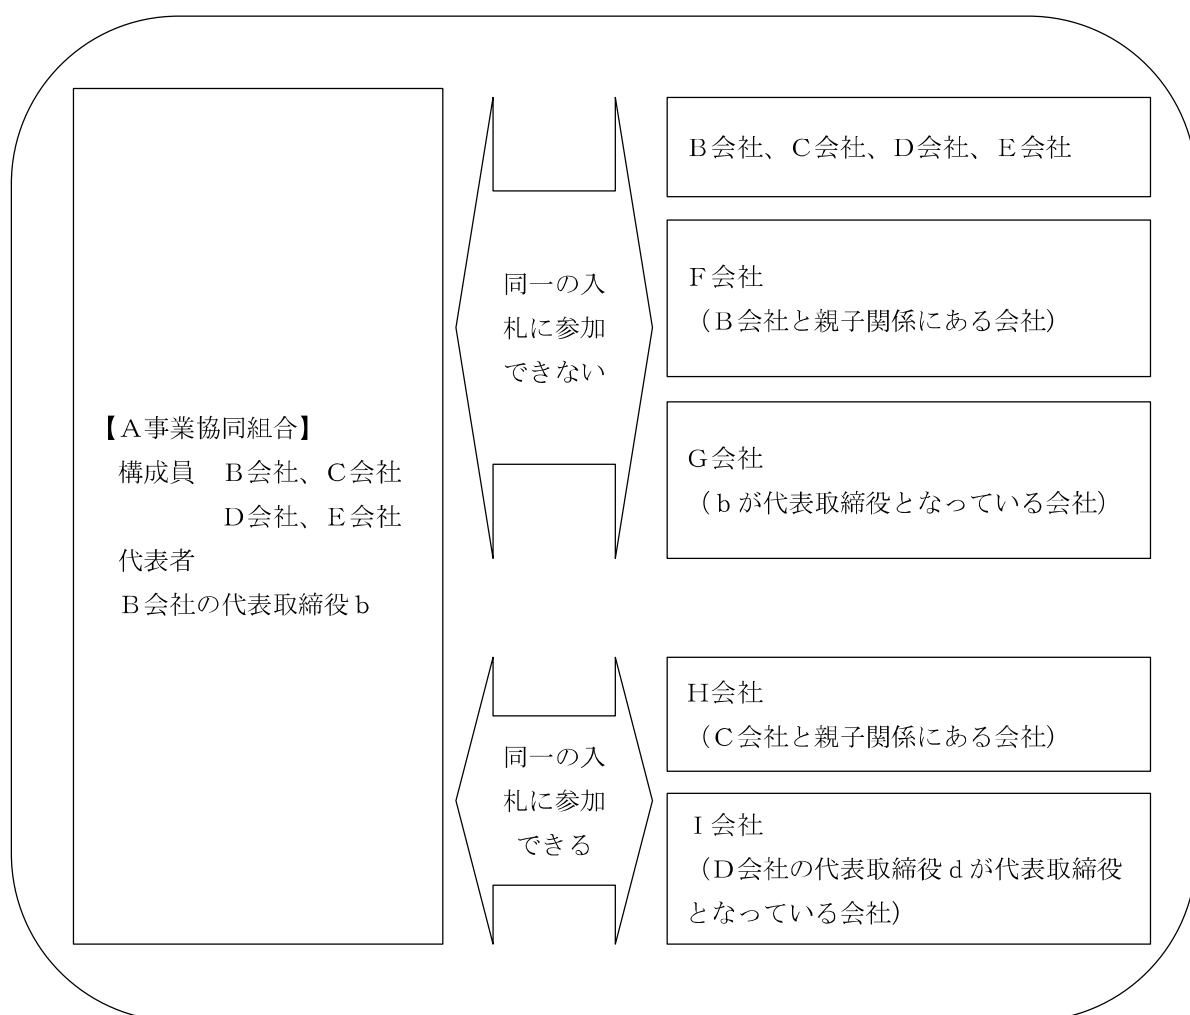 【Ａ事業協同組合】
構成員　Ｂ会社、Ｃ会社
Ｄ会社、Ｅ会社
代表者
Ｂ会社の代表取締役ｂ
同一の入
札に参加
できない
Ｂ会社、Ｃ会社、Ｄ会社、Ｅ会社
Ｆ会社
（Ｂ会社と親子関係にある会社）
Ｇ会社
（ｂが代表取締役となっている会社）
同一の入
札に参加
できる
Ｈ会社
（Ｃ会社と親子関係にある会社）
Ｉ会社
（Ｄ会社の代表取締役ｄが代表取締役
となっている会社）